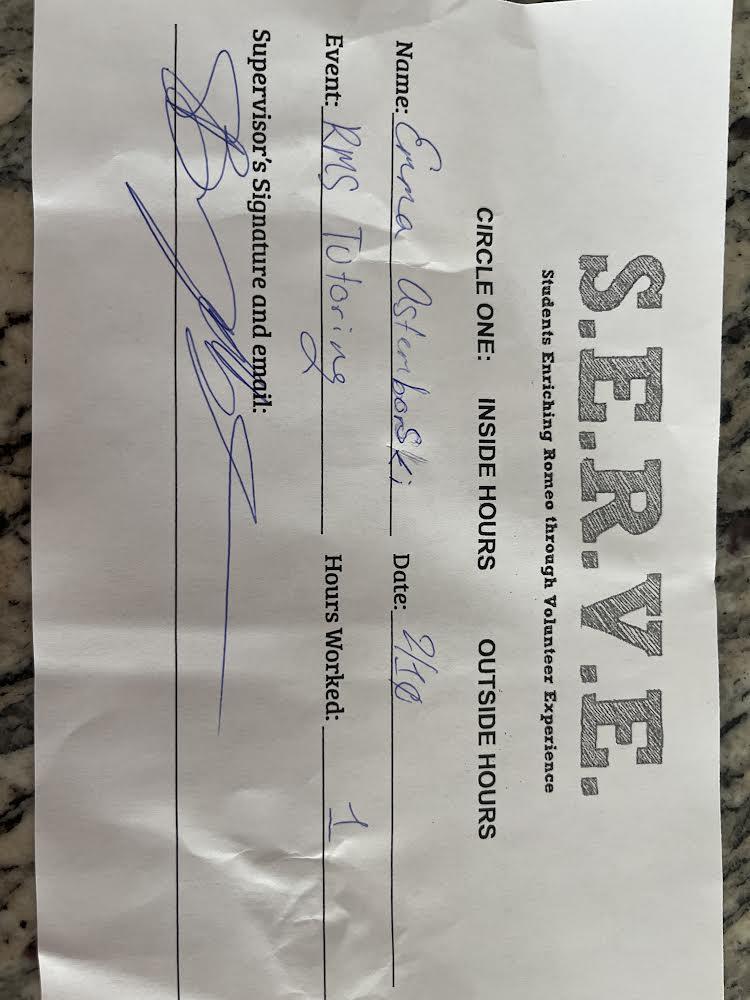 S.E.R.V.E.
Students Enriching Romeo through Volunteer Experience
CIRCLE ONE: INSIDE HOURS OUTSIDE HOURS
Name: Emma Astemborski Date: 2/10
Event: RMS Tutoring Hours Worked: 1
Supervisor's Signature and email: